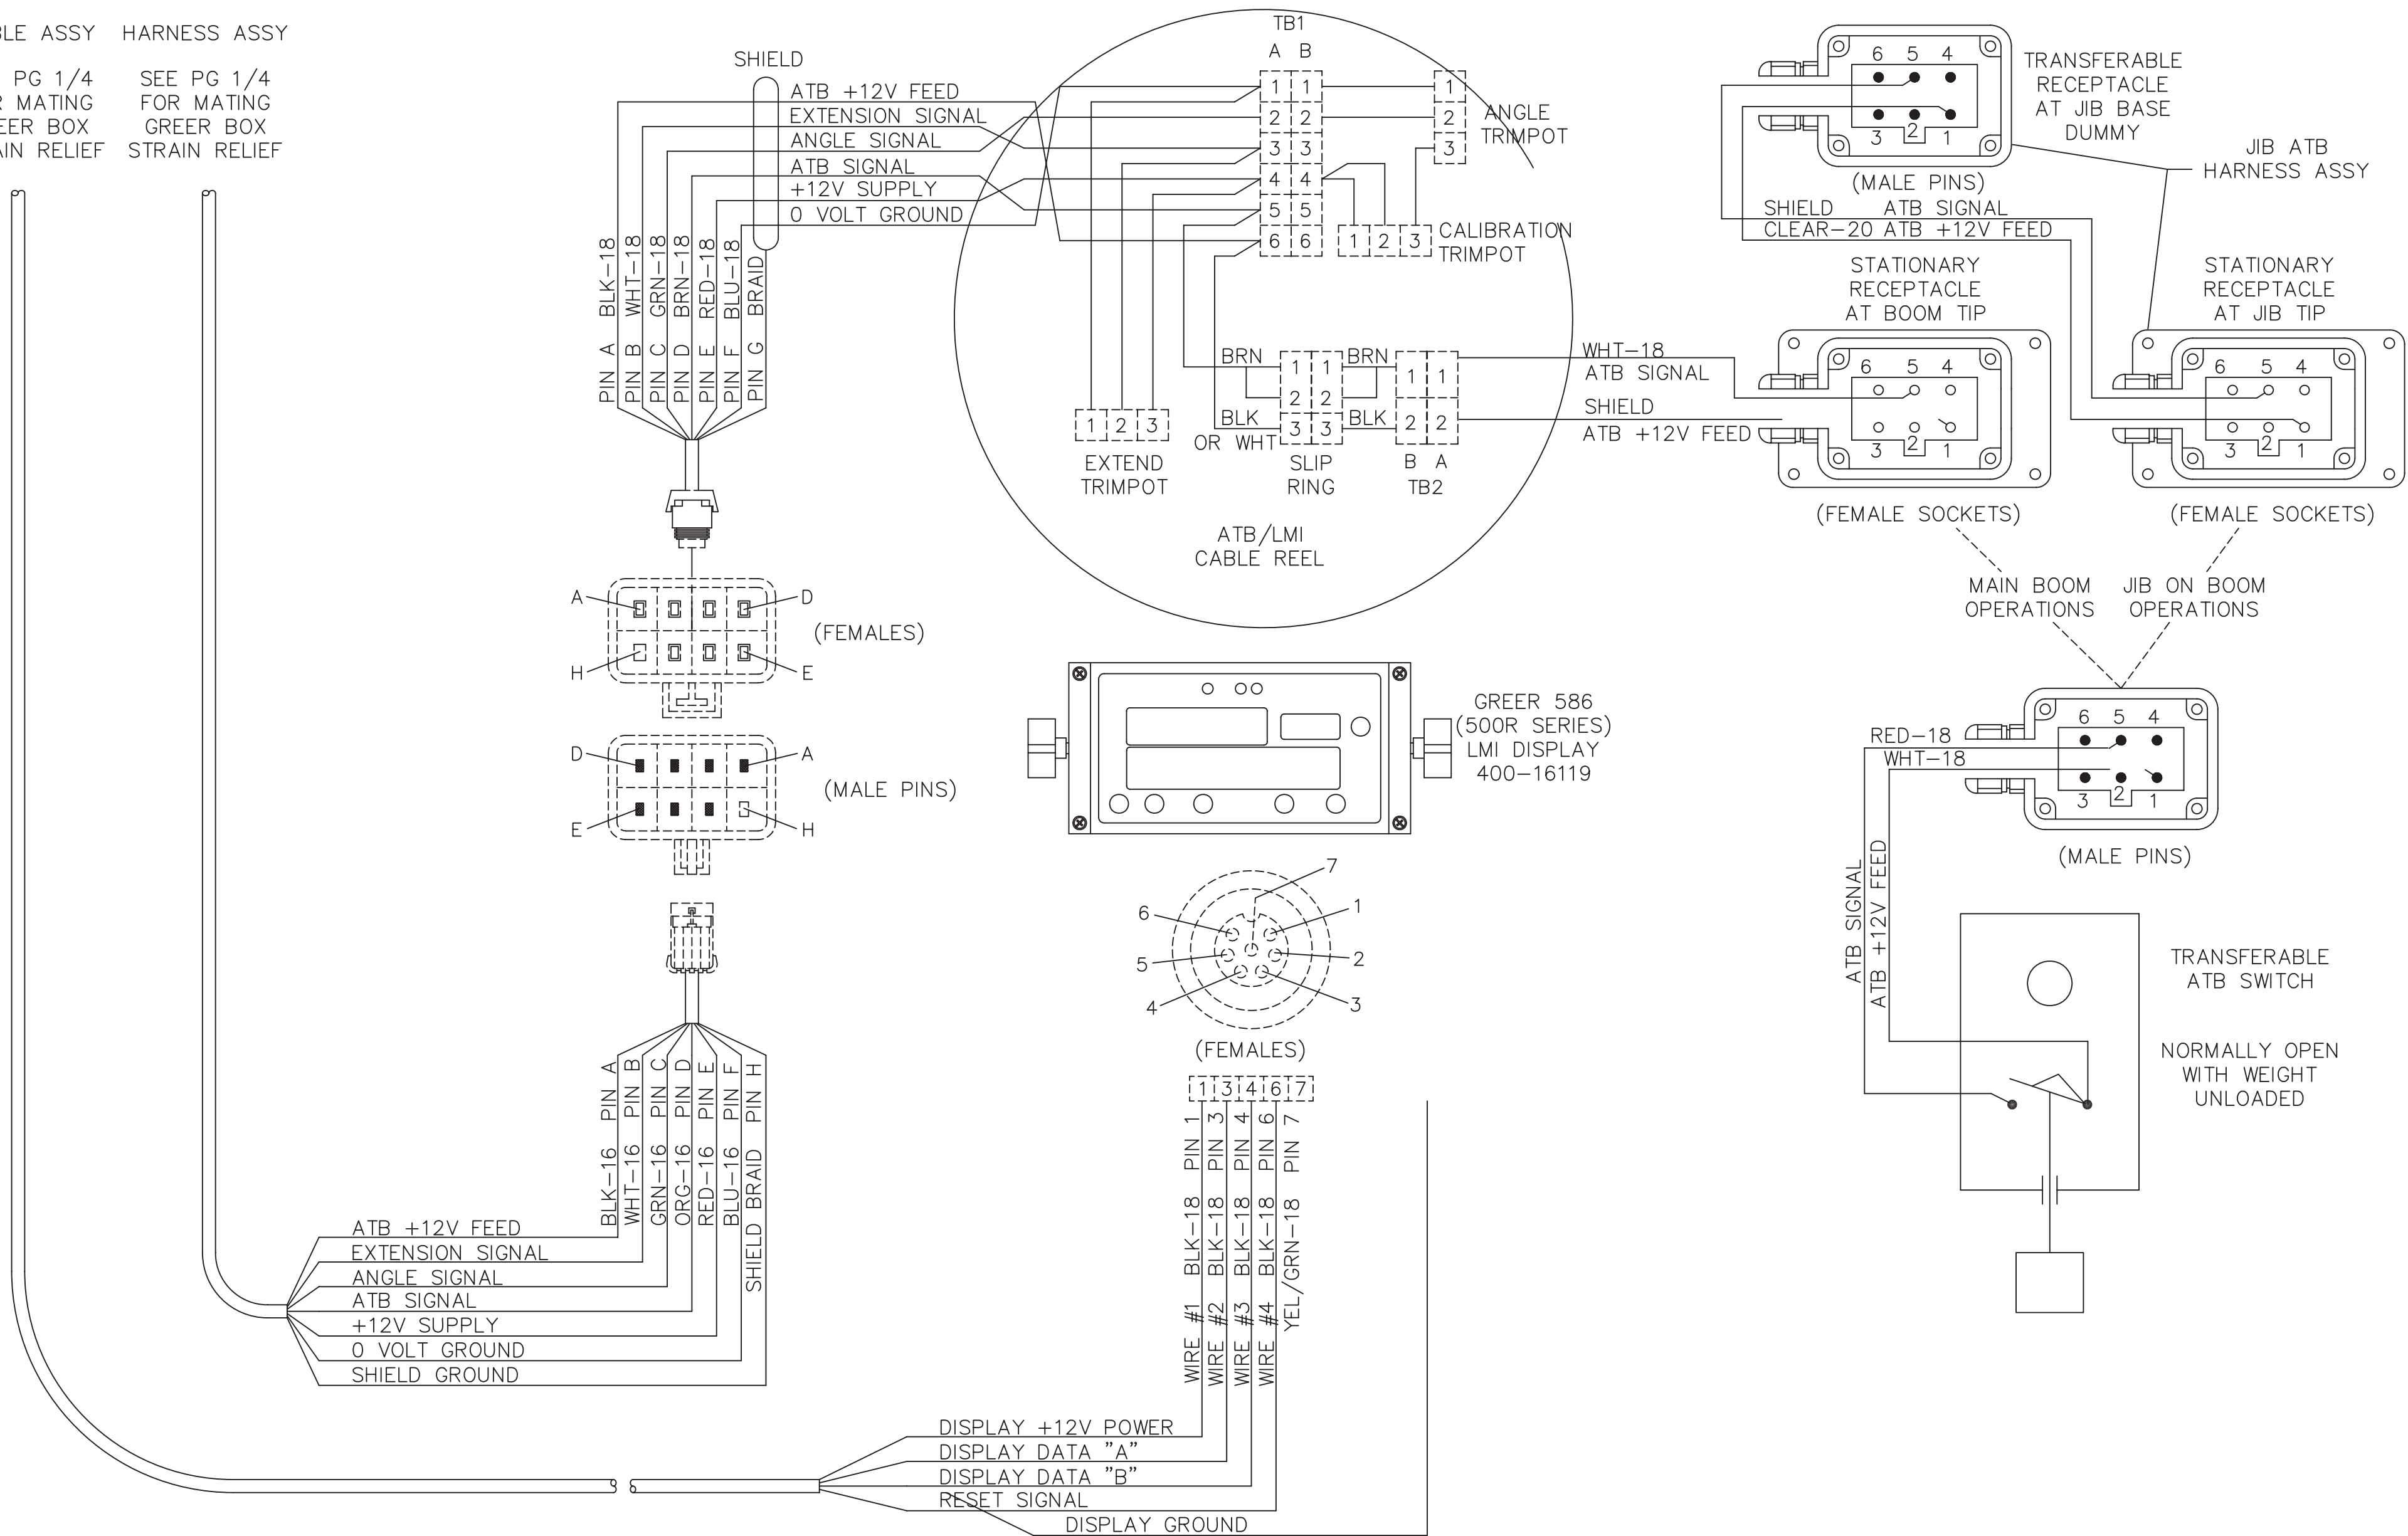 BLE ASSY
PG 1/4
MATING
BOX
RELIEF
HARNESS ASSY
SEE PG 1/4
FOR MATING
GREER BOX
STRAIN RELIEF
SHIELD
ATB +12V FEED
EXTENSION SIGNAL
ANGLE SIGNAL
ATB SIGNAL
+12V SUPPLY
0 VOLT GROUND
PIN A BLK-18
PIN B WHT-18
PIN C GRN-18
PIN D BRN-18
PIN E RED-18
PIN F BLU-18
PIN G BRAID
TB1
A B
1 1
2 2
3 3
4 4
5 5
6 6
1
2
3
ANGLE
TRIMPOT
1 2 3
CALIBRATION
TRIMPOT
1 2 3
EXTEND
TRIMPOT
BRN
BLK
OR WHT
1 1
2 2
3 3
SLIP
RING
BRN
BLK
1 1
2 2
B A
TB2
ATB/LMI
CABLE REEL
WHT-18
ATB SIGNAL
SHIELD
ATB +12V FEED
6 5 4
3 2 1
(MALE PINS)
TRANSFERABLE
RECEPTACLE
AT JIB BASE
DUMMY
JIB ATB
HARNESS ASSY
SHIELD ATB SIGNAL
CLEAR-20 ATB +12V FEED
STATIONARY
RECEPTACLE
AT BOOM TIP
6 5 4
3 2 1
(FEMALE SOCKETS)
STATIONARY
RECEPTACLE
AT JIB TIP
6 5 4
3 2 1
(FEMALE SOCKETS)
MAIN BOOM
OPERATIONS
JIB ON BOOM
OPERATIONS
A
D
H
E
(FEMALES)
D
A
E
H
(MALE PINS)
GREER 586
(500R SERIES)
LMI DISPLAY
400-16119
7
6
1
5
2
4
3
(FEMALES)
1 3 4 6 7
WIRE #1 BLK-18 PIN 1
WIRE #2 BLK-18 PIN 3
WIRE #3 BLK-18 PIN 4
WIRE #4 BLK-18 PIN 6
YEL/GRN-18 PIN 7
RED-18
WHT-18
6 5 4
3 2 1
(MALE PINS)
ATB SIGNAL
ATB +12V FEED
TRANSFERABLE
ATB SWITCH
NORMALLY OPEN
WITH WEIGHT
UNLOADED
BLK-16 PIN A
WHT-16 PIN B
GRN-16 PIN C
ORG-16 PIN D
RED-16 PIN E
BLU-16 PIN F
SHIELD BRAID PIN H
ATB +12V FEED
EXTENSION SIGNAL
ANGLE SIGNAL
ATB SIGNAL
+12V SUPPLY
0 VOLT GROUND
SHIELD GROUND
DISPLAY +12V POWER
DISPLAY DATA "A"
DISPLAY DATA "B"
RESET SIGNAL
DISPLAY GROUND